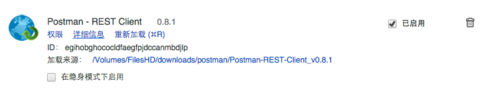 Postman - REST Client 0.8.1
已启用
权限 详细信息 重新加载 (⌘R)
ID： egihobghococldfaegfpjdccanmbdjlp
加载来源： /Volumes/FilesHD/downloads/postman/Postman-REST-Client_v0.8.1
在隐身模式下启用